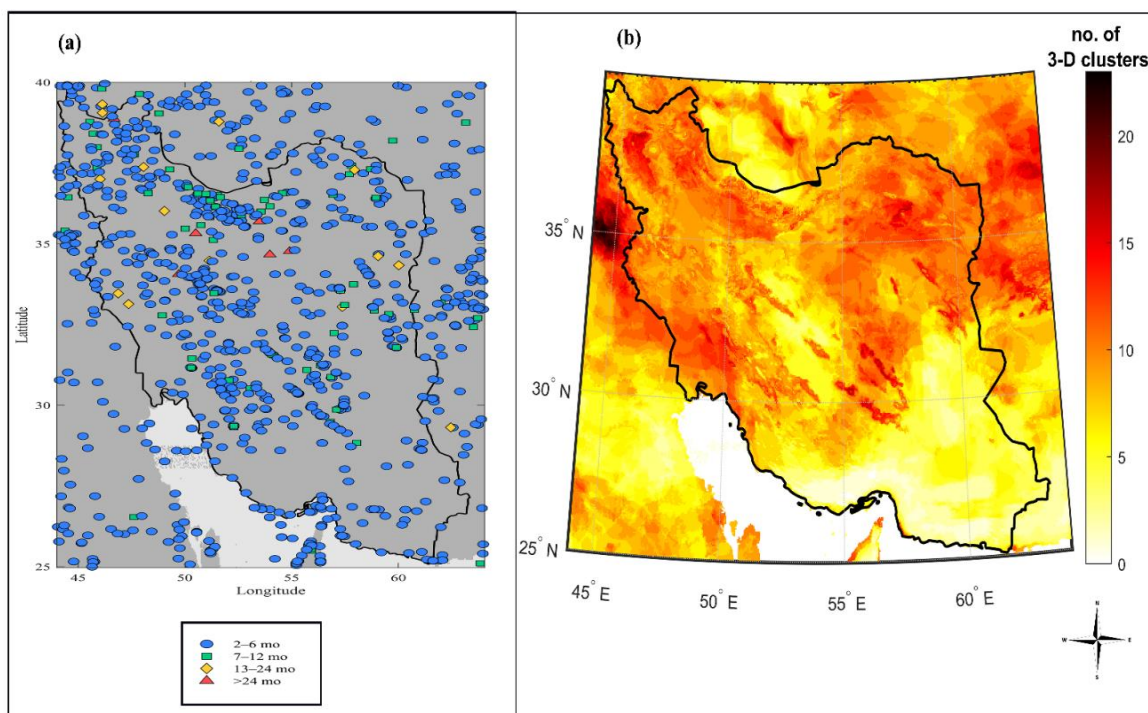 (a)
40
35
30
25
Latitude
45 50 55 60
Longitude
2–6 mo
7–12 mo
13–24 mo
>24 mo
(b)
no. of
3-D clusters
20
15
10
5
0
35° N
30° N
25° N
45° E 50° E 55° E 60° E
N
W E
S